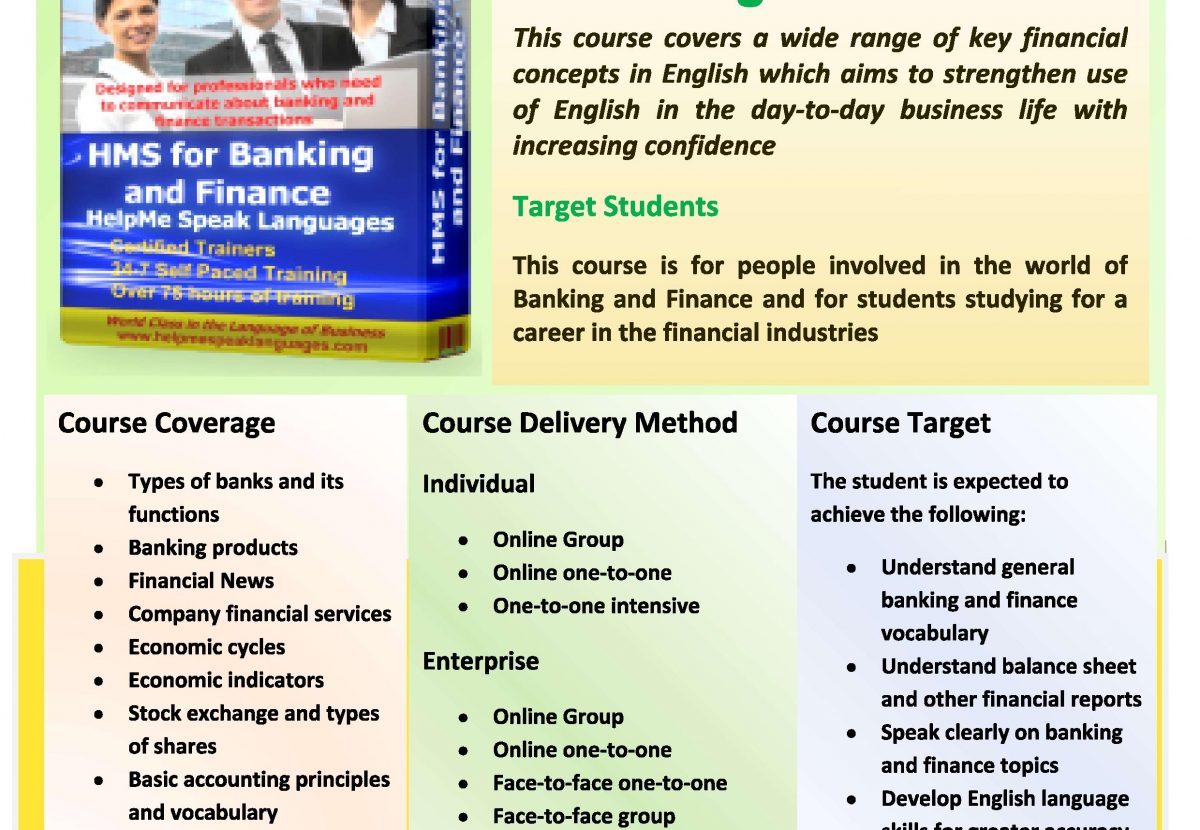 This course covers a wide range of key financial
concepts in English which aims to strengthen use
of English in the day-to-day business life with
increasing confidence
Target Students
This course is for people involved in the world of
Banking and Finance and for students studying for a
career in the financial industries
Designed for professionals who need
to communicate about banking and
finance transactions
HMS for Banking
and Finance
HelpMe Speak Languages
Certified Trainers
24-7 Self Paced Training
Over 75 hours of training
World Class in the Language of Business
www.helpmespeaklanguages.com
HMS for Banking
and Finance
Course Coverage
• Types of banks and its
functions
• Banking products
• Financial News
• Company financial services
• Economic cycles
• Economic indicators
• Stock exchange and types
of shares
• Basic accounting principles
and vocabulary
Course Delivery Method
Individual
• Online Group
• Online one-to-one
• One-to-one intensive
Enterprise
• Online Group
• Online one-to-one
• Face-to-face one-to-one
• Face-to-face group
Course Target
The student is expected to
achieve the following:
• Understand general
banking and finance
vocabulary
• Understand balance sheet
and other financial reports
• Speak clearly on banking
and finance topics
• Develop English language
skills for greater accuracy